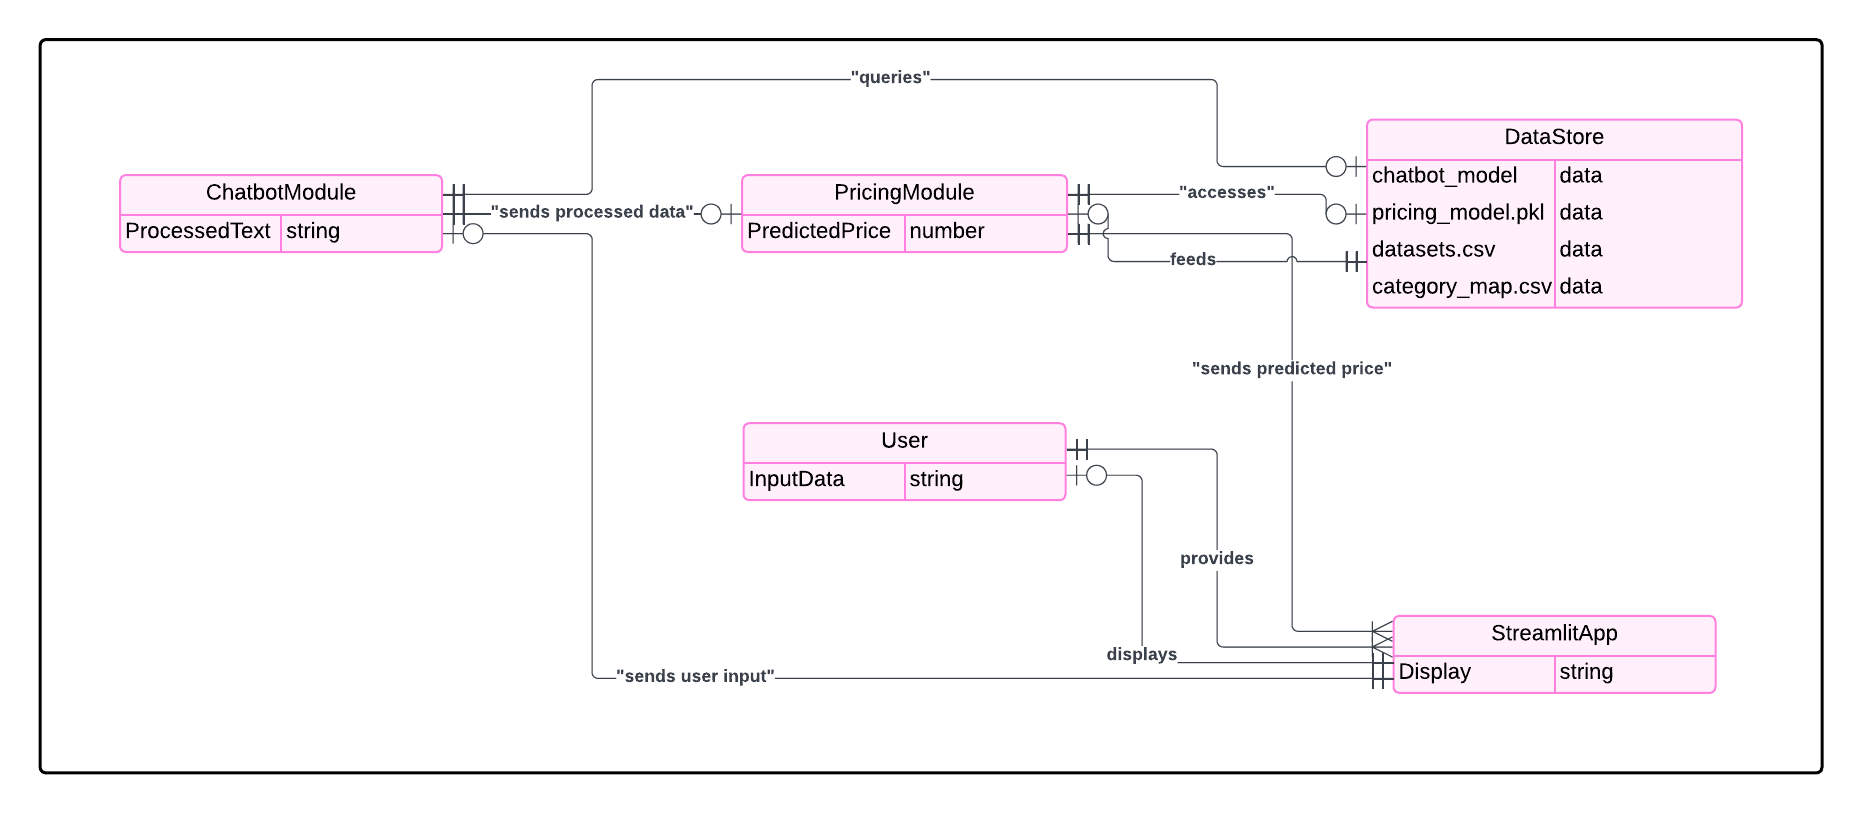 "queries"
DataStore
chatbot_model data
pricing_model.pkl data
datasets.csv data
category_map.csv data
ChatbotModule
ProcessedText string
"sends processed data"
PricingModule
PredictedPrice number
"accesses"
feeds
"sends predicted price"
User
InputData string
provides
displays
"sends user input"
StreamlitApp
Display string